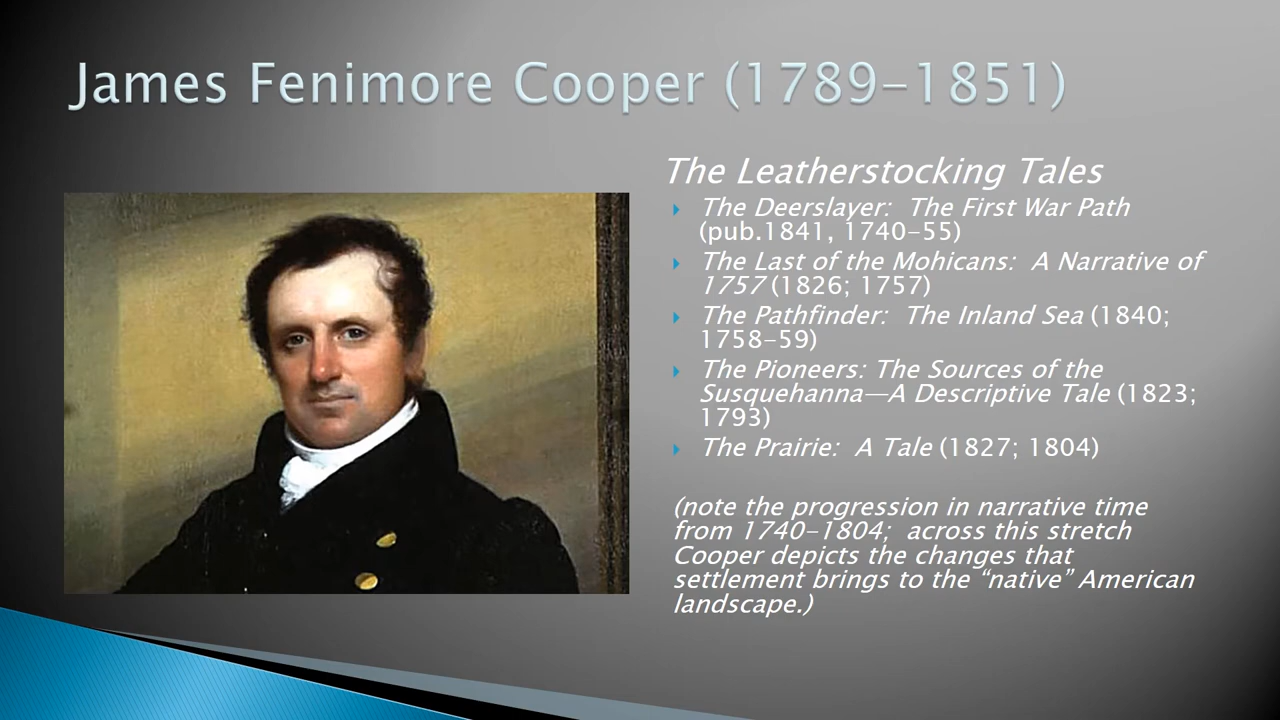 James Fenimore Cooper (1789-1851)
The Leatherstocking Tales
The Deerslayer:  The First War Path
(pub.1841, 1740-55)
The Last of the Mohicans:  A Narrative of
1757 (1826; 1757)
The Pathfinder:  The Inland Sea (1840;
1758-59)
The Pioneers: The Sources of the
Susquehanna—A Descriptive Tale (1823;
1793)
The Prairie:  A Tale (1827; 1804)
(note the progression in narrative time
from 1740-1804;  across this stretch
Cooper depicts the changes that
settlement brings to the “native” American
landscape.)